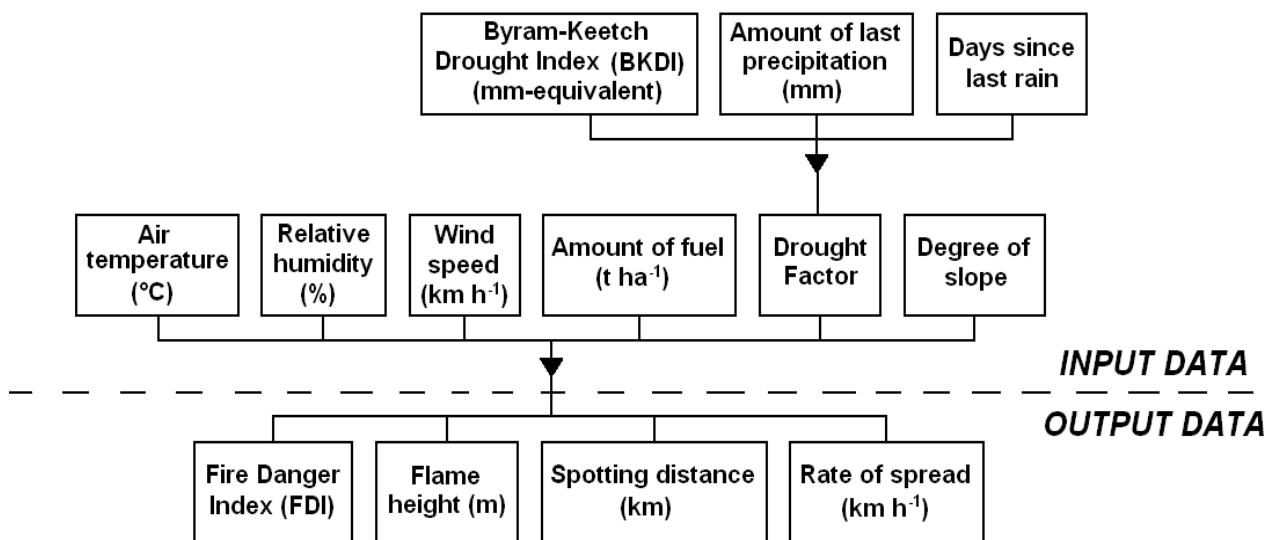 Byram-Keetch
Drought Index (BKDI)
(mm-equivalent)
Amount of last
precipitation
(mm)
Days since
last rain
Air
temperature
(°C)
Relative
humidity
(%)
Wind
speed
(km h⁻¹)
Amount of fuel
(t ha⁻¹)
Drought
Factor
Degree of
slope
INPUT DATA
OUTPUT DATA
Fire Danger
Index (FDI)
Flame
height (m)
Spotting distance
(km)
Rate of spread
(km h⁻¹)